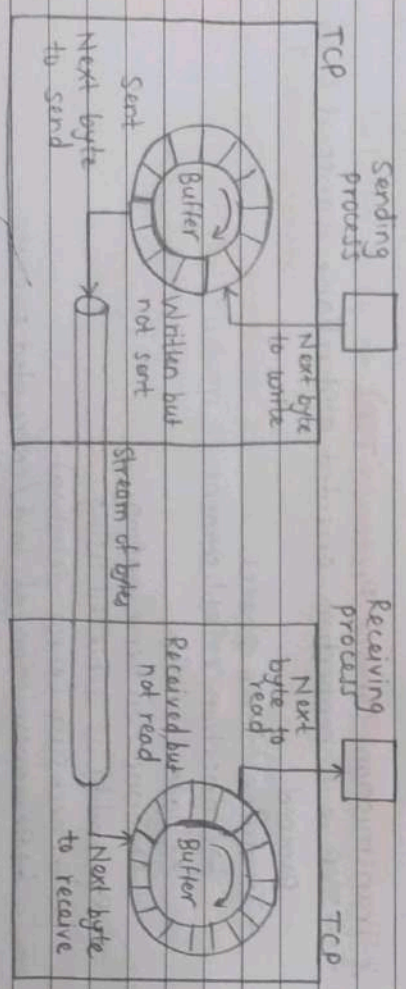 Sending
process
Receiving
process
TCP
TCP
Next byte
to write
Next
byte to
read
Buffer
Buffer
Sent
Written but
not sent
Received but
not read
Next byte
to send
Stream of bytes
Next byte
to receive